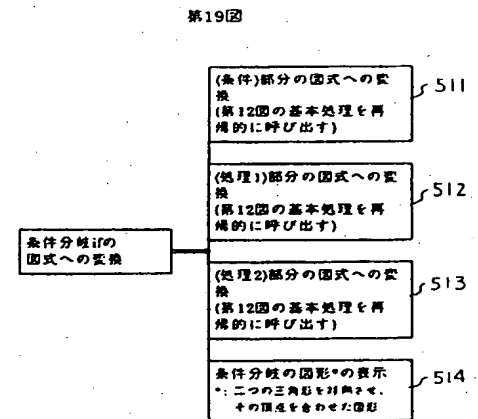 第19図
(条件)部分の図式への変
換
(第12図の基本処理を再
帰的に呼び出す)
511
(処理1)部分の図式への変
換
(第12図の基本処理を再
帰的に呼び出す)
512
条件分岐ifの
図式への変換
(処理2)部分の図式への変
換
(第12図の基本処理を再
帰的に呼び出す)
513
条件分岐の図形*の表示
*: 二つの三角形を対向させ、
その頂点を合わせた図形
514